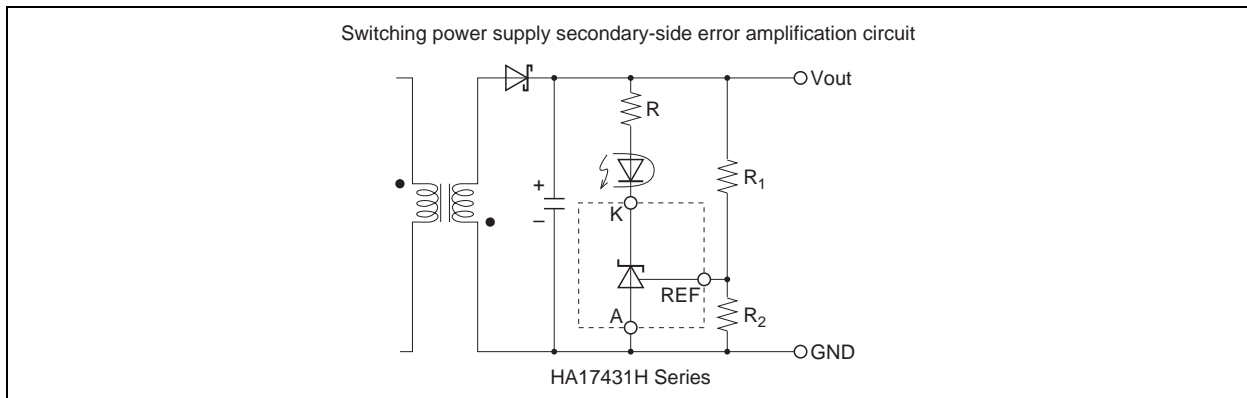 Switching power supply secondary-side error amplification circuit
Vout
R
R1
+
−
K
REF
A
R2
GND
HA17431H Series